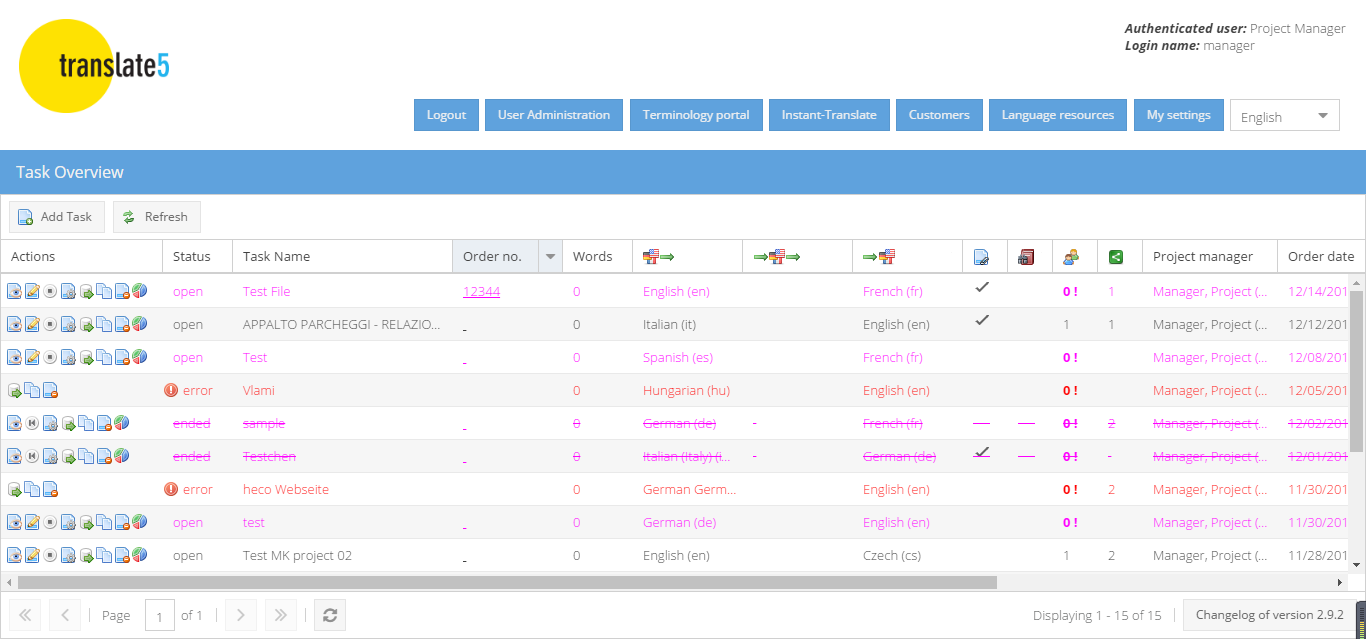 translate5
Authenticated user: Project Manager
Login name: manager
Logout User Administration Terminology portal Instant-Translate Customers Language resources My settings English
Task Overview
Add Task Refresh
Actions Status Task Name Order no. Words Project manager Order date
open Test File 12344 0 English (en) French (fr) 0 ! 1 Manager, Project (... 12/14/201
open APPALTO PARCHEGGI - RELAZIO... - 0 Italian (it) English (en) 1 1 Manager, Project (... 12/12/201
open Test - 0 Spanish (es) French (fr) 0 ! Manager, Project (... 12/08/201
error Vlami 0 Hungarian (hu) English (en) 0 ! Manager, Project (... 12/05/201
ended sample - 0 German (de) - French (fr) 0 ! 2 Manager, Project (... 12/02/201
ended Testchen - 0 Italian (Italy) (i... - German (de) 0 ! - Manager, Project (... 12/01/201
error heco Webseite 0 German Germ... English (en) 0 ! 2 Manager, Project (... 11/30/201
open test - 0 German (de) English (en) 0 ! Manager, Project (... 11/30/201
open Test MK project 02 - 0 English (en) Czech (cs) 1 2 Manager, Project (... 11/28/201
Page 1 of 1 Displaying 1 - 15 of 15 Changelog of version 2.9.2